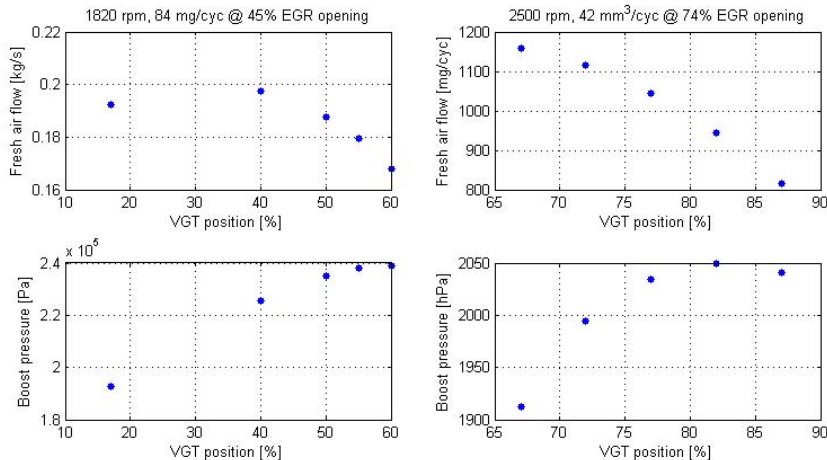 1820 rpm, 84 mg/cyc @ 45% EGR opening
Fresh air flow [kg/s]
0.22
0.2
0.18
0.16
10 20 30 40 50 60
VGT position [%]
2500 rpm, 42 mm³/cyc @ 74% EGR opening
Fresh air flow [mg/cyc]
1200
1100
1000
900
800
65 70 75 80 85 90
VGT position [%]
x 10⁵
Boost pressure [Pa]
2.4
2.2
2
1.8
10 20 30 40 50 60
VGT position [%]
Boost pressure [hPa]
2050
2000
1950
1900
65 70 75 80 85 90
VGT position [%]